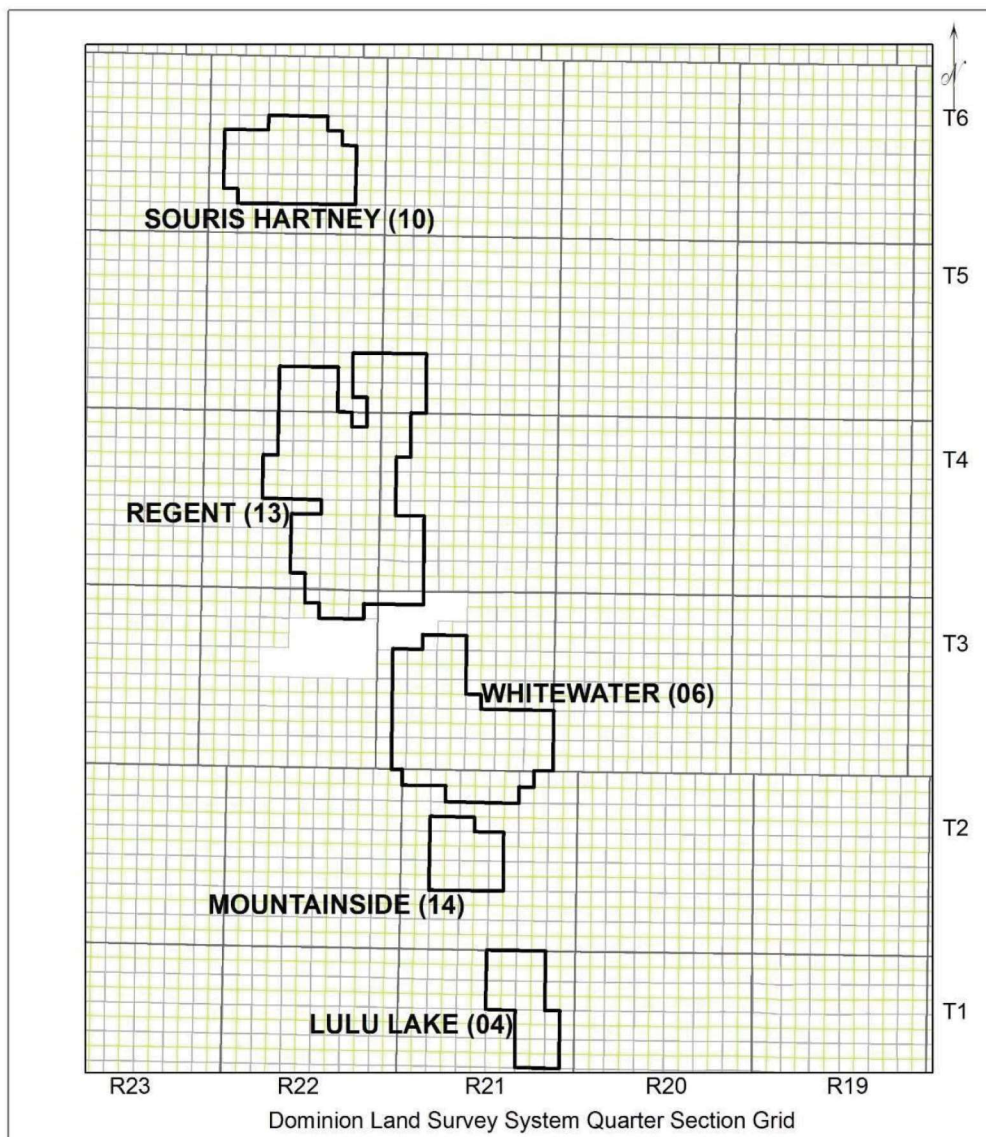 N
T6
SOURIS HARTNEY (10)
T5
T4
REGENT (13)
T3
WHITEWATER (06)
T2
MOUNTAINSIDE (14)
T1
LULU LAKE (04)
R23 R22 R21 R20 R19
Dominion Land Survey System Quarter Section Grid